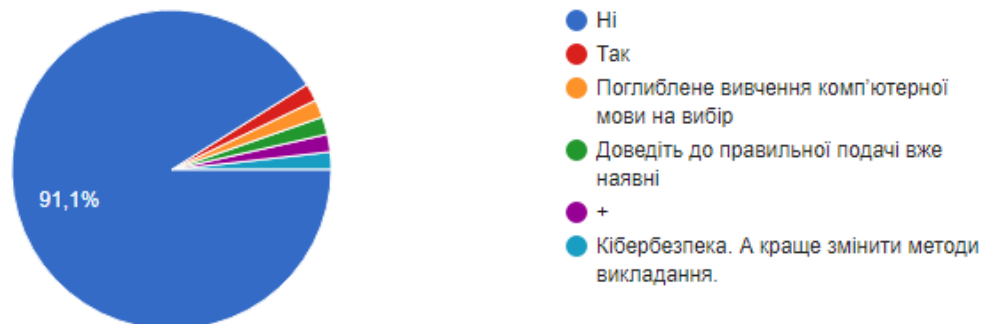 91,1%
Ні
Так
Поглиблене вивчення комп'ютерної
мови на вибір
Доведіть до правильної подачі вже
наявні
+
Кібербезпека. А краще змінити методи
викладання.